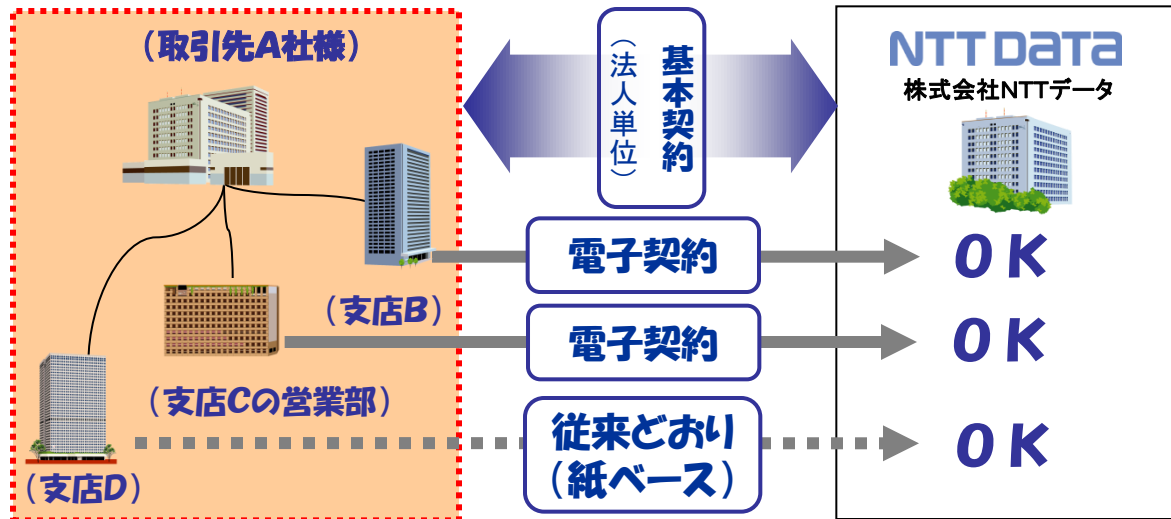 (取引先A社様)
基本契約
(法人単位)
NTT DATA
株式会社NTTデータ
電子契約
OK
(支店B)
電子契約
OK
(支店Cの営業部)
従来どおり
(紙ベース)
OK
(支店D)